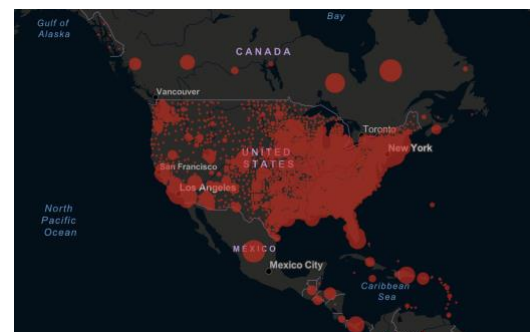 Gulf of
Alaska
Bay
CANADA
Vancouver
Toronto
UNITED
STATES
New York
San Francisco
Los Angeles
North
Pacific
Ocean
MEXICO
Mexico City
Caribbean
Sea